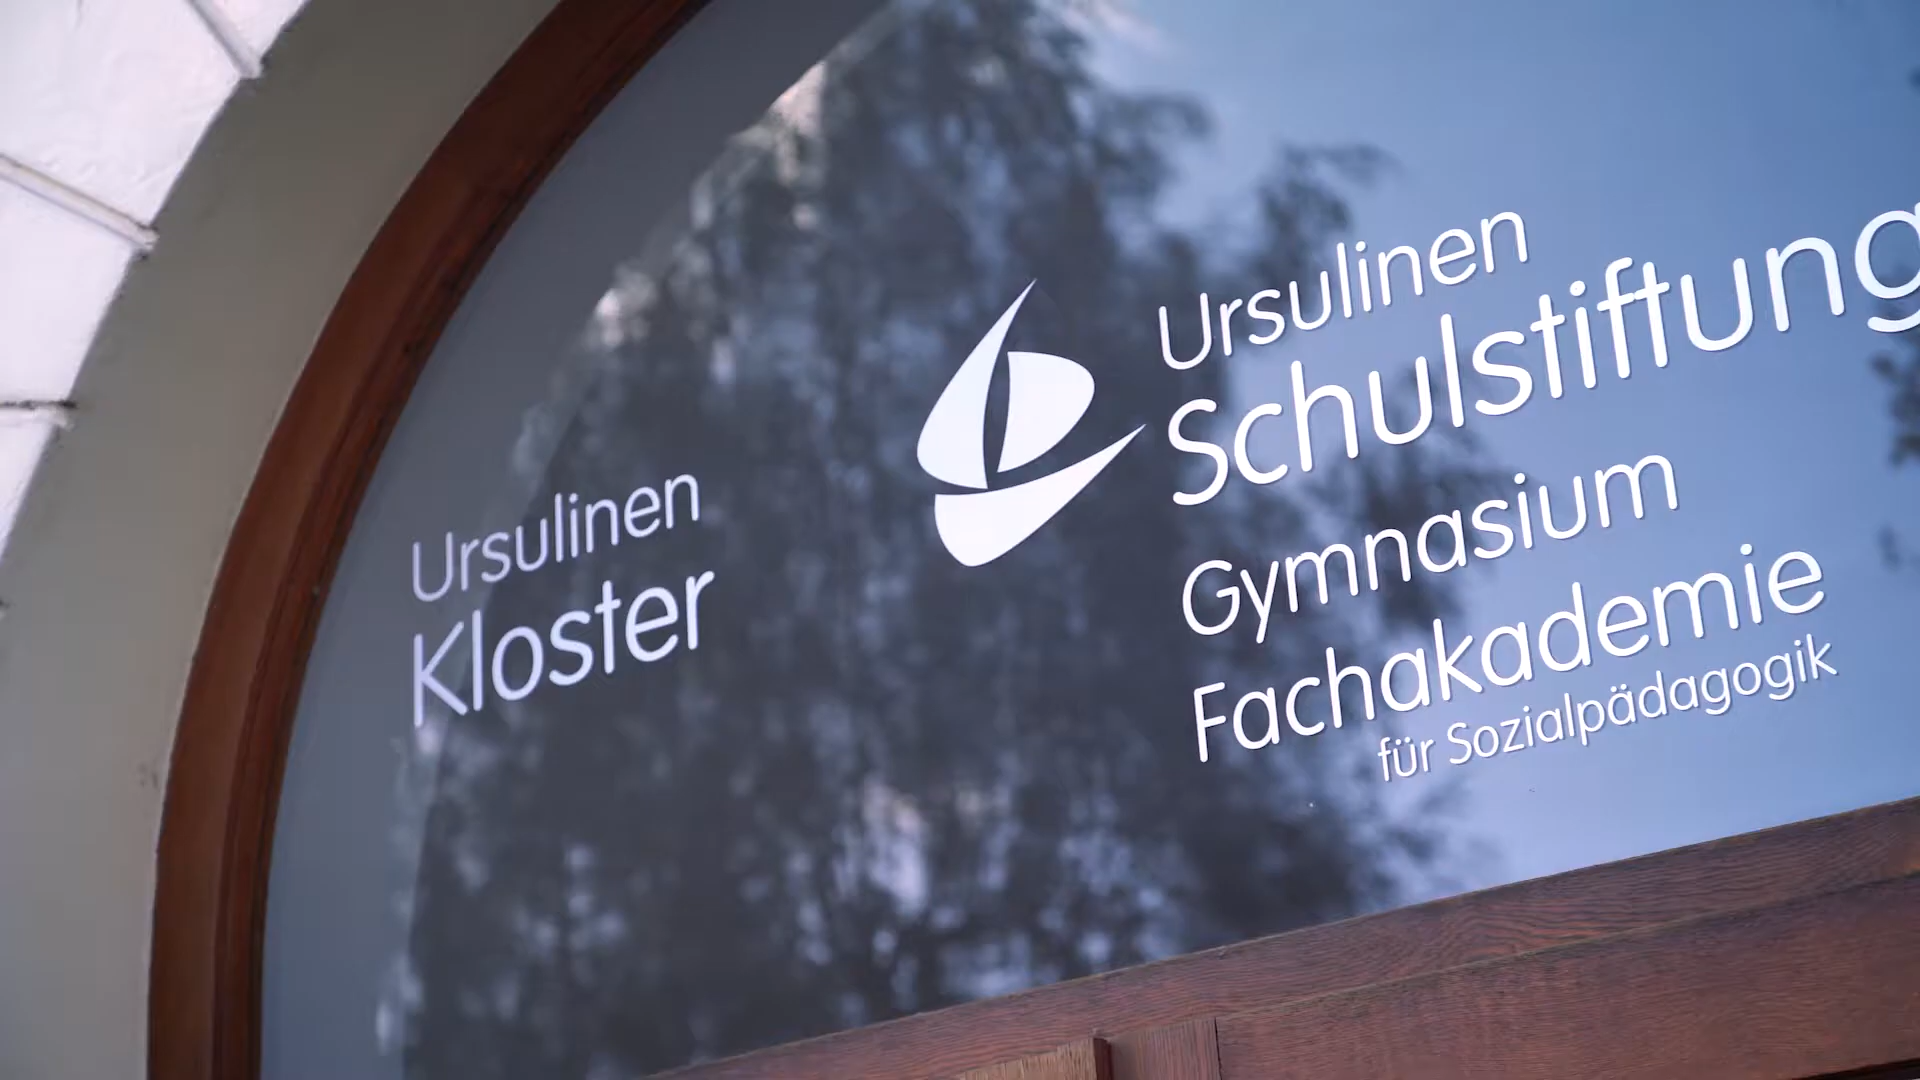 Ursulinen
Kloster
Ursulinen
Schulstiftung
Gymnasium
Fachakademie
für Sozialpädagogik